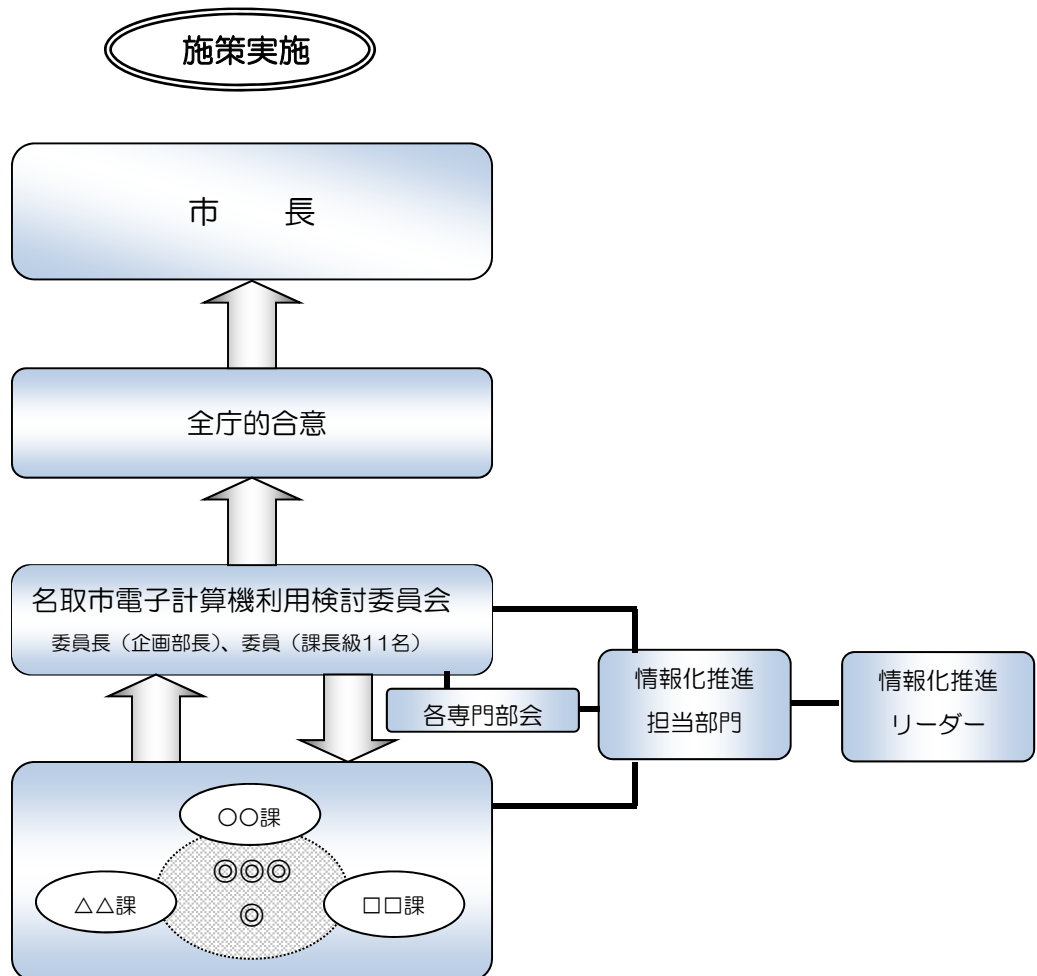 施策実施
市　　長
全庁的合意
名取市電子計算機利用検討委員会
委員長（企画部長）、委員（課長級11名）
各専門部会
情報化推進
担当部門
情報化推進
リーダー
○○課
◎◎◎
◎
△△課
□□課